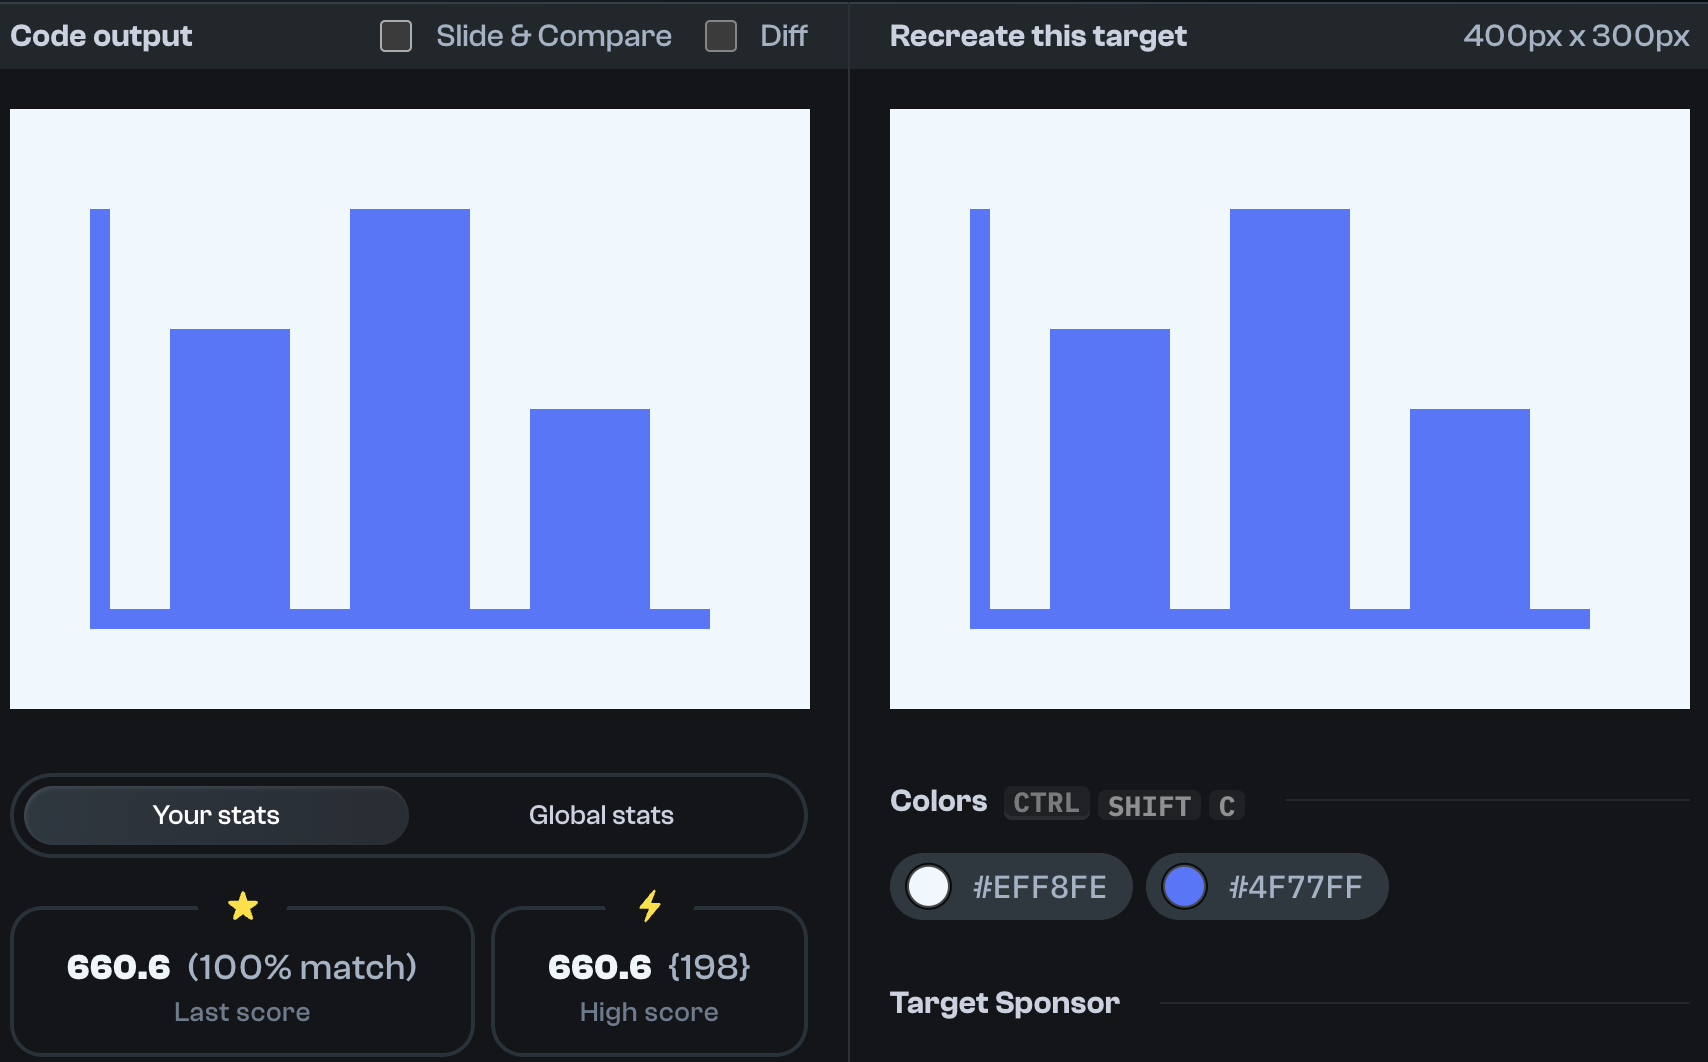 Code output
Slide & Compare
Diff
Recreate this target
400px x 300px
Your stats
Global stats
660.6 (100% match)
Last score
660.6 {198}
High score
Colors CTRL SHIFT C
#EFF8FE
#4F77FF
Target Sponsor